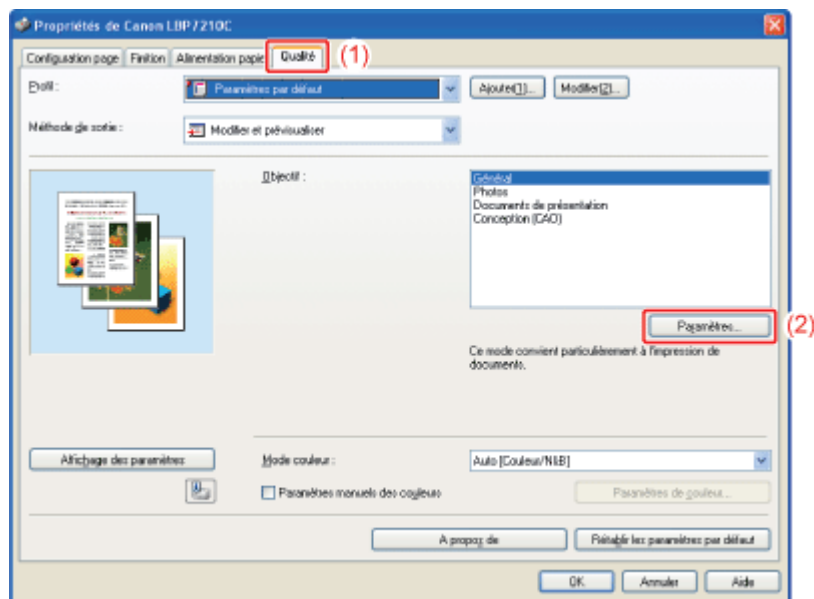 Propriétés de Canon LBP7210C
Configuration page Finition Alimentation papier Qualité (1)
Profil : Paramètres par défaut Ajouter[1]... Modifier[2]...
Méthode de sortie : Modifier et prévisualiser
Objectif :
Général
Photos
Documents de présentation
Conception [CAO]
Paramètres... (2)
Ce mode convient particulièrement à l'impression de
documents.
Affichage des paramètres Mode couleur : Auto [Couleur/N&B]
Paramètres manuels des couleurs Paramètres de couleur...
A propos de Rétablir les paramètres par défaut
OK Annuler Aide